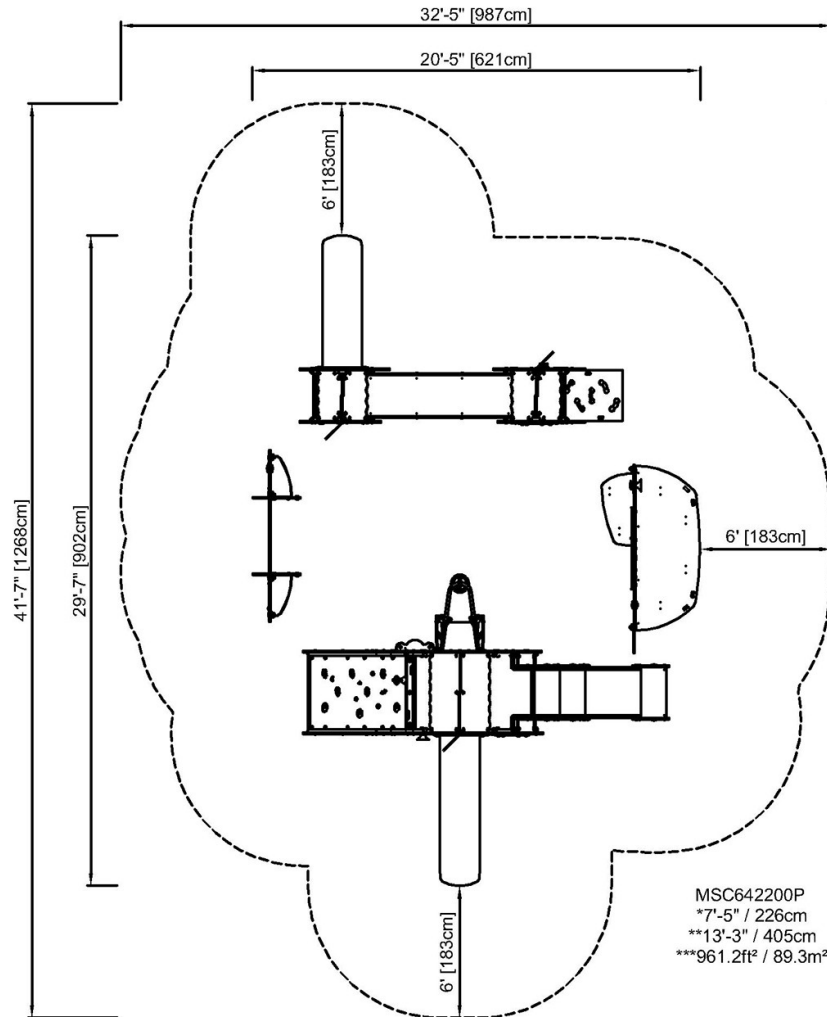 32'-5" [987cm]
20'-5" [621cm]
6' [183cm]
41'-7" [1268cm]
29'-7" [902cm]
6' [183cm]
6' [183cm]
MSC642200P
*7'-5" / 226cm
**13'-3" / 405cm
***961.2ft² / 89.3m²